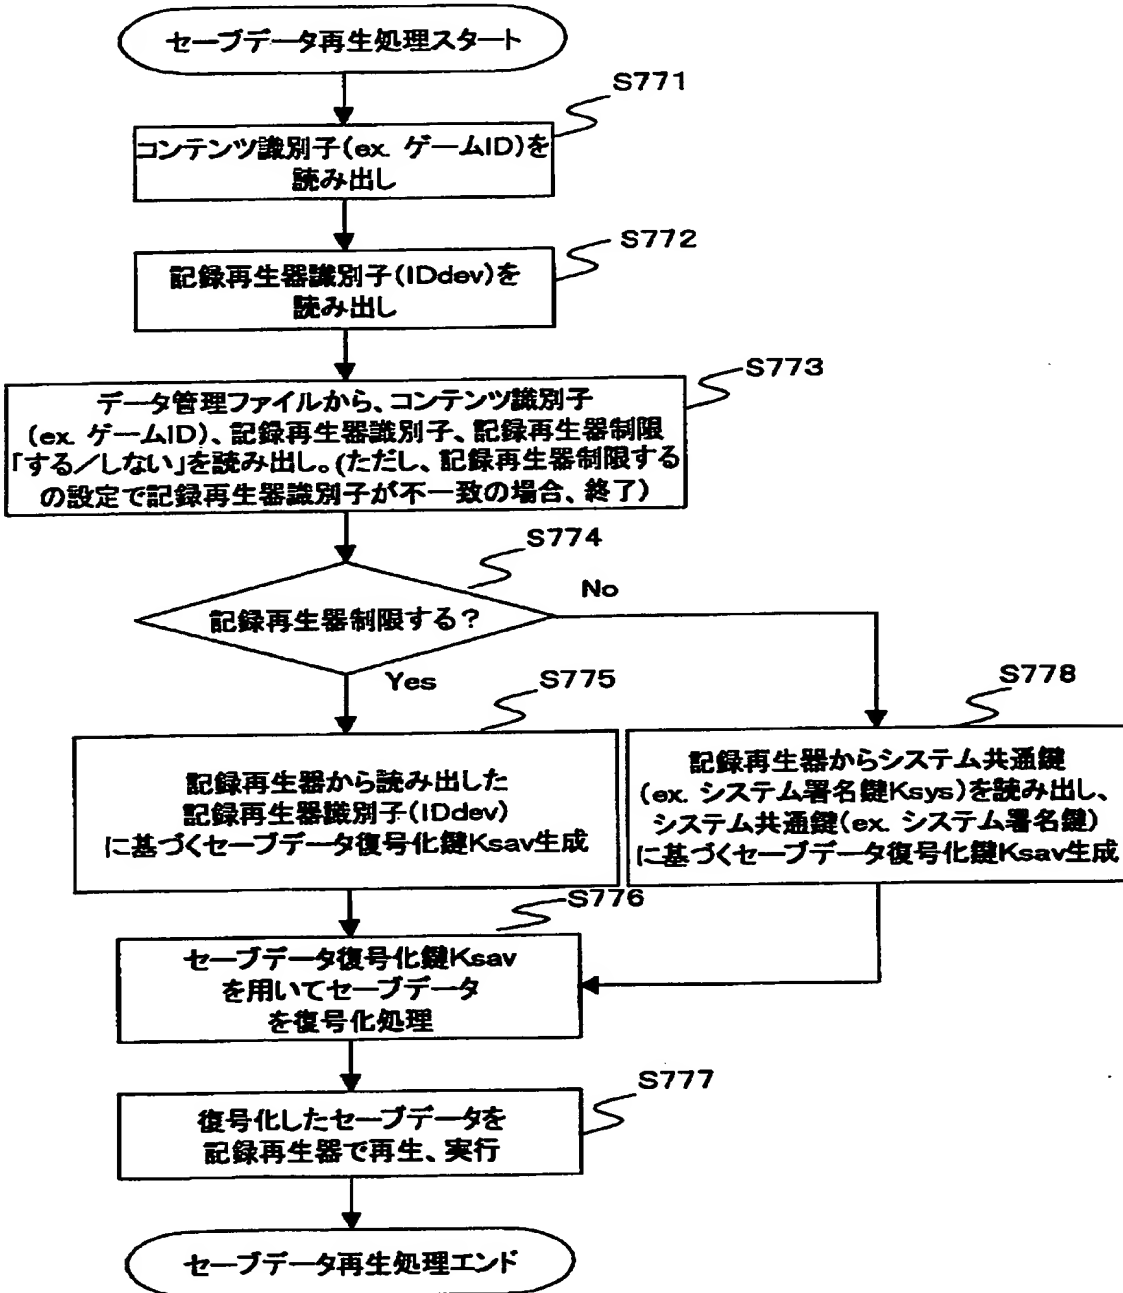 セーブデータ再生処理スタート
S771
コンテンツ識別子(ex. ゲームID)を
読み出し
S772
記録再生器識別子(IDdev)を
読み出し
S773
データ管理ファイルから、コンテンツ識別子
(ex. ゲームID)、記録再生器識別子、記録再生器制限
「する／しない」を読み出し。(ただし、記録再生器制限する
の設定で記録再生器識別子が不一致の場合、終了)
S774
記録再生器制限する?
No
Yes
S775
記録再生器から読み出した
記録再生器識別子(IDdev)
に基づくセーブデータ復号化鍵Ksav生成
S778
記録再生器からシステム共通鍵
(ex. システム署名鍵Ksys)を読み出し、
システム共通鍵(ex. システム署名鍵)
に基づくセーブデータ復号化鍵Ksav生成
S776
セーブデータ復号化鍵Ksav
を用いてセーブデータ
を復号化処理
S777
復号化したセーブデータを
記録再生器で再生、実行
セーブデータ再生処理エンド